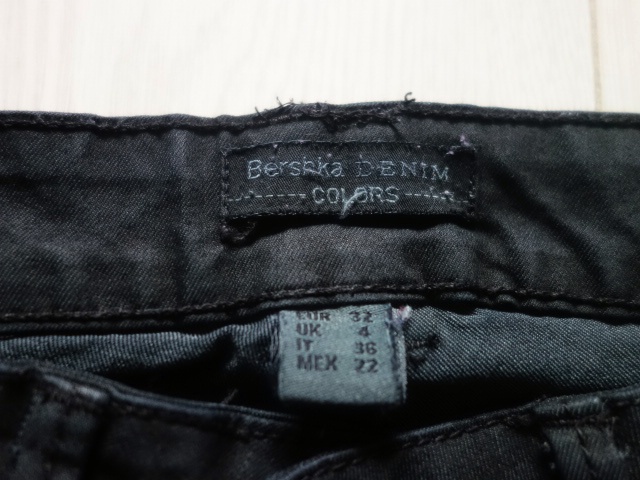 Bershka DENIM
COLORS
EUR 32
UK 4
IT 36
MEX 22